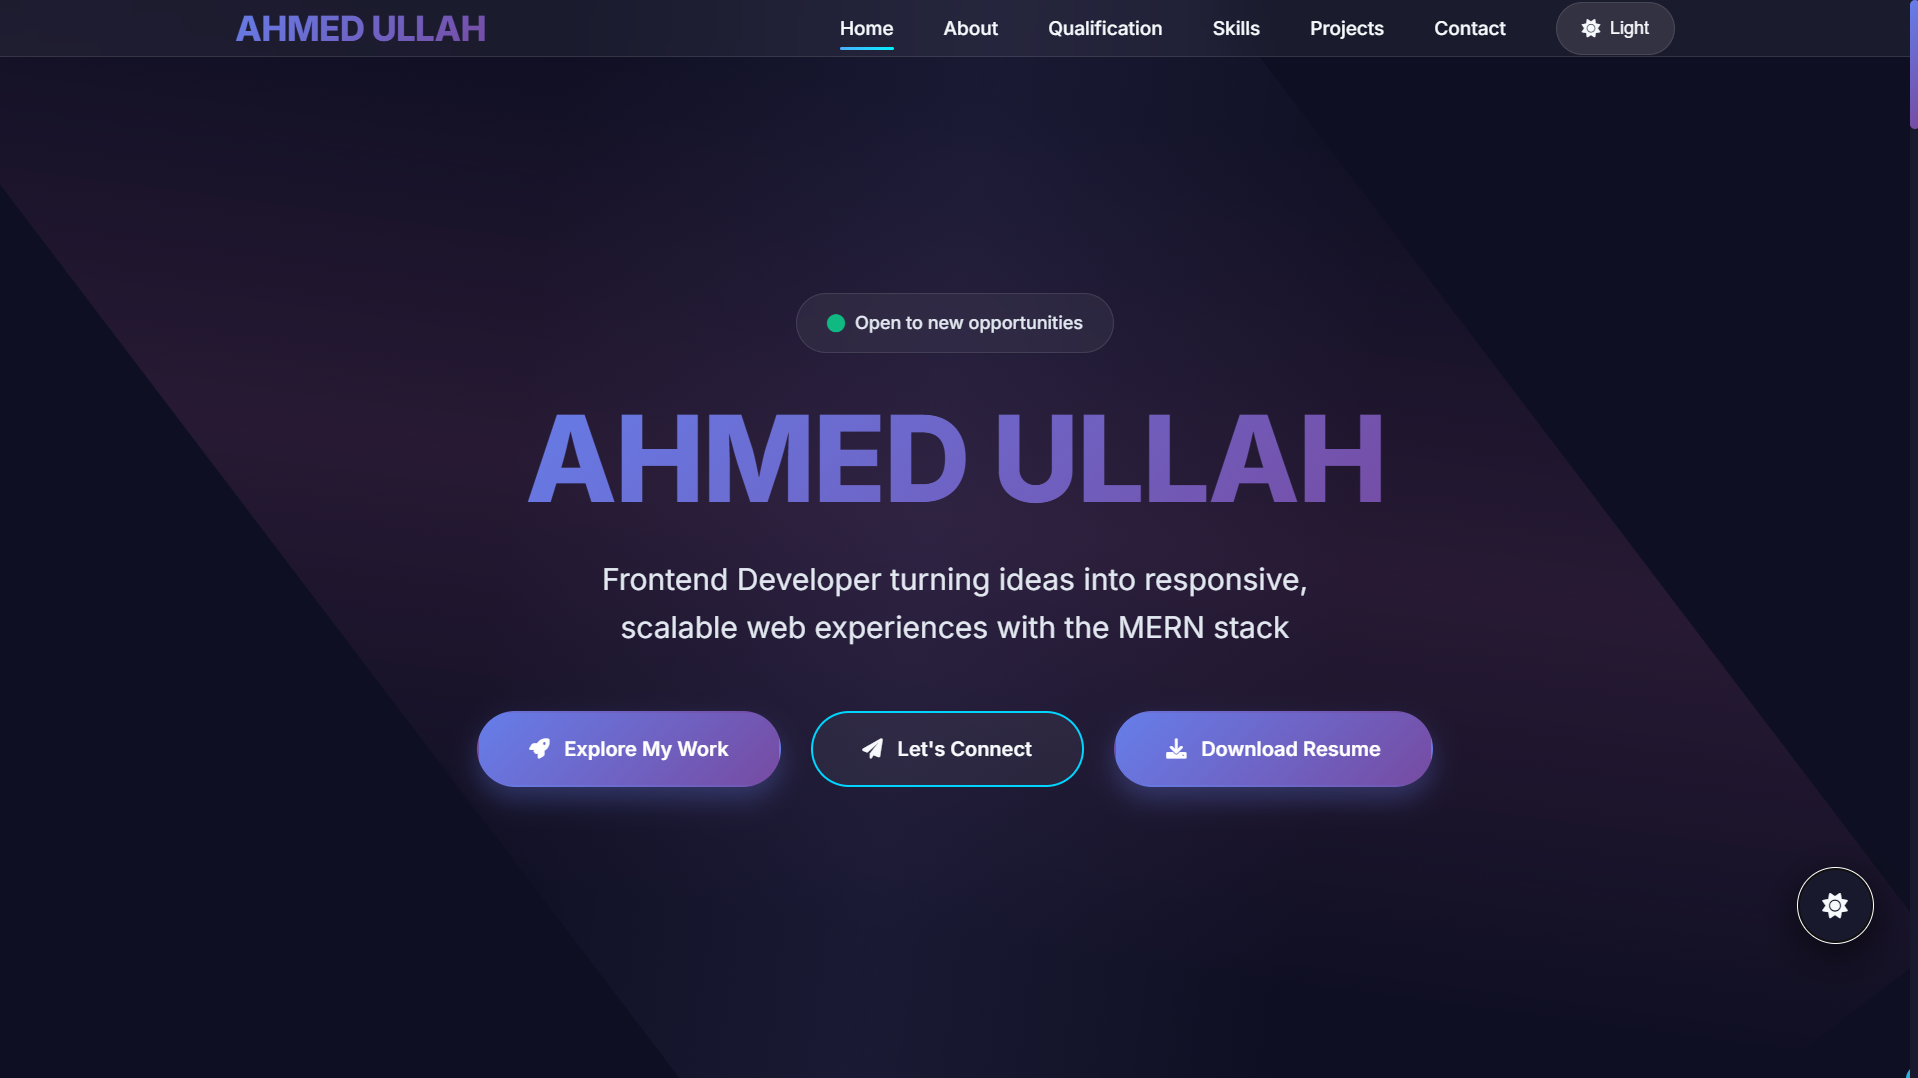 AHMED ULLAH
Home
About
Qualification
Skills
Projects
Contact
Light
Open to new opportunities
AHMED ULLAH
Frontend Developer turning ideas into responsive,
scalable web experiences with the MERN stack
Explore My Work
Let's Connect
Download Resume